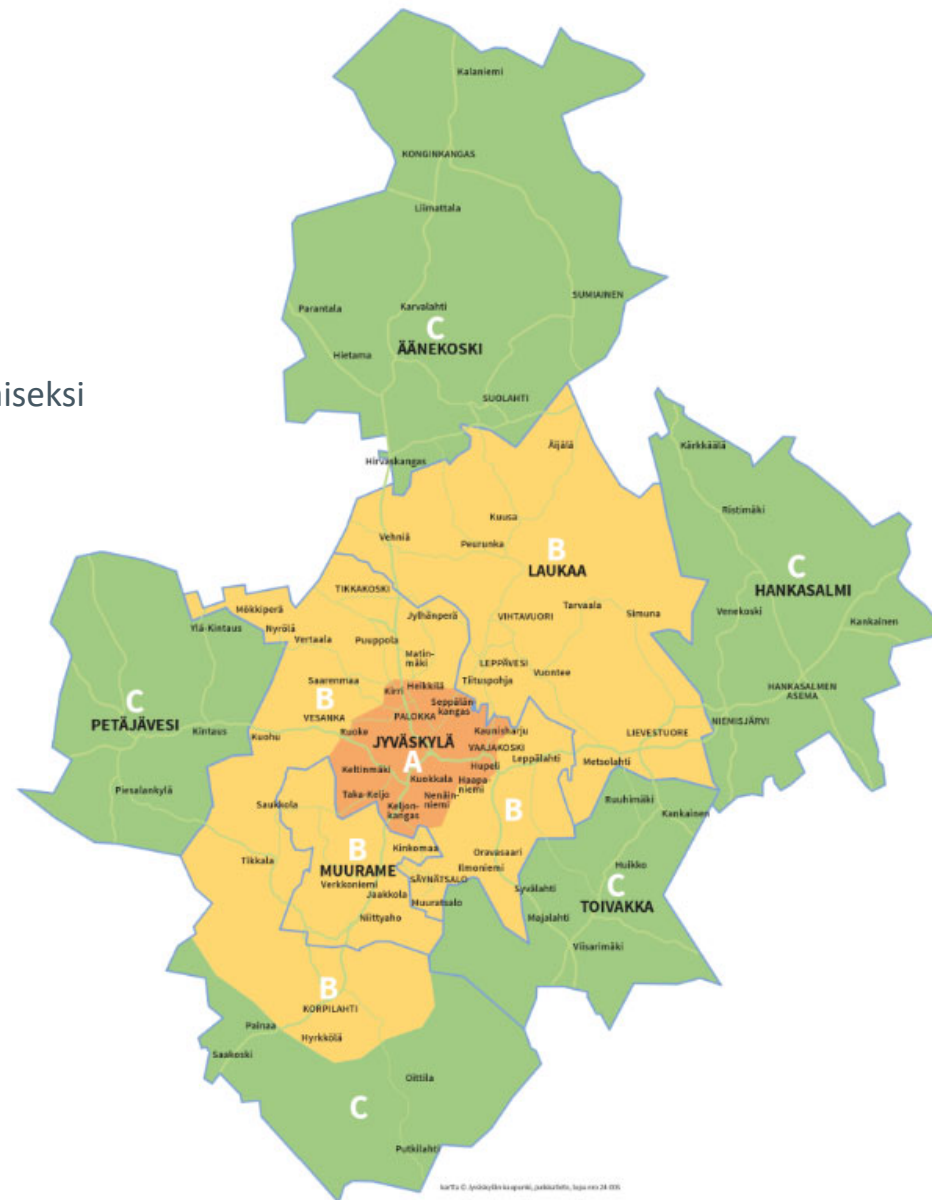 Kalaniemi
KONGINKANGAS
Liimattala
SUMIAINEN
Parantala
Karvalahti
C
ÄÄNEKOSKI
Hietama
niseksi
SUOLAHTI
Äijälä
Kärkkäälä
Hirvaskangas
Ristimäki
Kuusa
Vehniä
Peurunka
B
LAUKAA
C
HANKASALMI
TIKKAKOSKI
Mökkiperä
Tarvaala
Simuna
Venekoski
Kankainen
Ylä-Kintaus
Nyrölä
Jylhänperä
VIHTAVUORI
Vertaala
Puuppola
Matin-
mäki
LEPPÄVESI
Vuontee
Tiituspohja
Saarenmaa
Kirri
Heikkilä
HANKASALMEN
ASEMA
C
PETÄJÄVESI
B
VESANKA
Seppälän
kangas
PALOKKA
NIEMISJÄRVI
Kintaus
Kuohu
Ruoke
Kaunisharju
LIEVESTUORE
JYVÄSKYLÄ
A
VAAJAKOSKI
Leppälahti
Metsolahti
Keltinmäki
Kuokkala
Hupeli
Haapa-
niemi
Piesalankylä
Taka-Keljo
Nenäin-
niemi
Ruuhimäki
Saukkola
Keljon-
kangas
B
Kankainen
Kinkomaa
Oravasaari
Tikkala
B
MUURAME
Huikko
Ilmoniemi
SÄYNÄTSALO
C
TOIVAKKA
Verkkoniemi
Jaakkola
Muuratsalo
Syvälahti
Niittyaho
Majalahti
Viisarimäki
B
KORPILAHTI
Painaa
Hyrkkölä
Saakoski
Oittila
C
Putkilahti